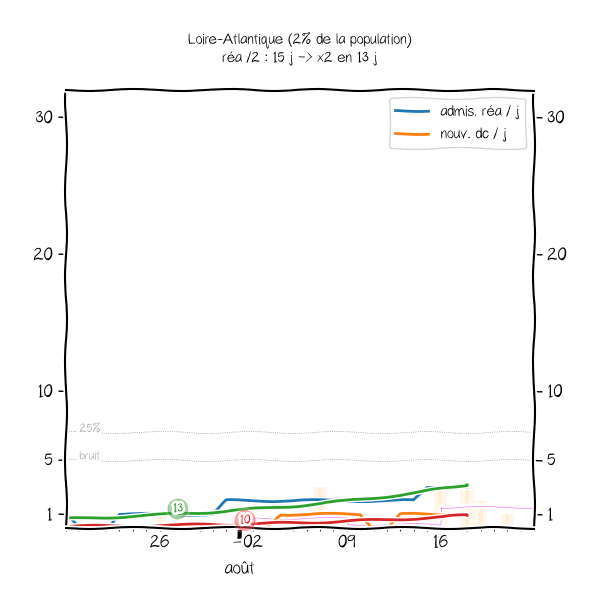 Loire-Atlantique (2% de la population)
réa /2 : 15 j -> x2 en 13 j
admis. réa / j
nouv. dc / j
30
30
20
20
10
10
25%
5
5
bruit
1
1
13
10
26
02
09
16
août